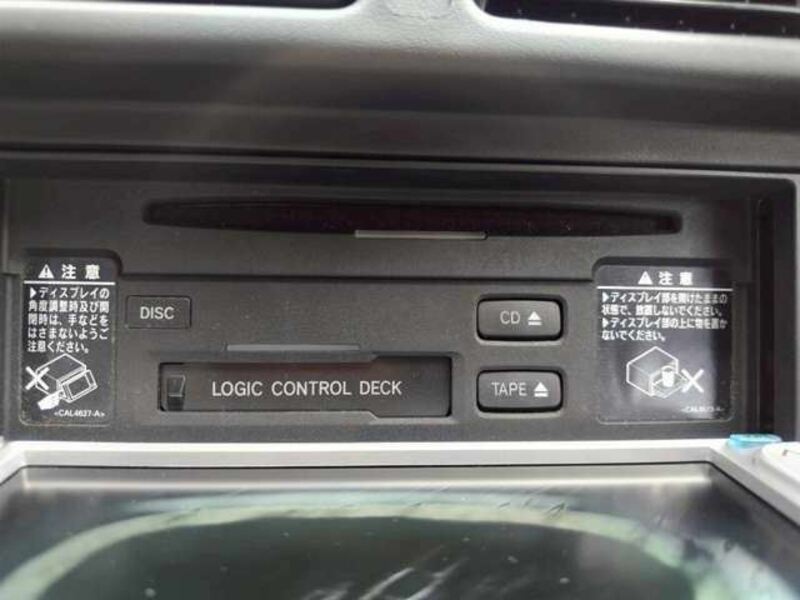 ⚠ 注意
▶ディスプレイの
角度調整時及び開
閉時は、手などを
はさまないようご
注意ください。
<CAL4627-A>
DISC
LOGIC CONTROL DECK
CD ⏏
TAPE ⏏
⚠ 注意
▶ディスプレイ部を開けたままの
状態で、放置しないでください。
▶ディスプレイ部の上に物を置か
ないでください。